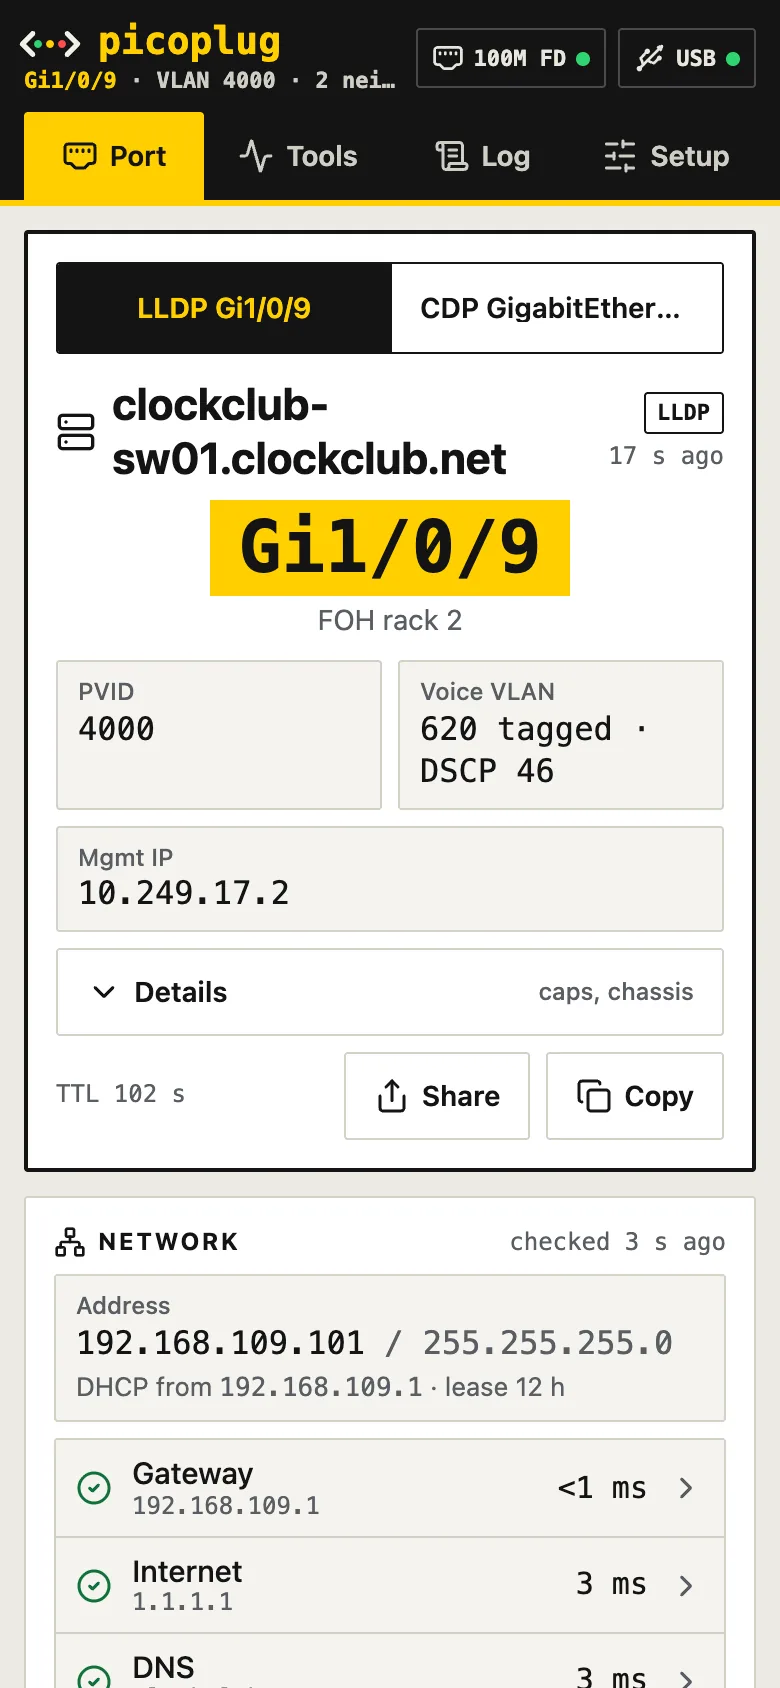 picoplug
Gi1/0/9 · VLAN 4000 · 2 nei…
100M FD
USB
Port
Tools
Log
Setup
LLDP Gi1/0/9
CDP GigabitEther…
clockclub-
sw01.clockclub.net
LLDP
17 s ago
Gi1/0/9
FOH rack 2
PVID
4000
Voice VLAN
620 tagged ·
DSCP 46
Mgmt IP
10.249.17.2
Details
caps, chassis
TTL 102 s
Share
Copy
NETWORK
checked 3 s ago
Address
192.168.109.101 / 255.255.255.0
DHCP from 192.168.109.1 · lease 12 h
Gateway
192.168.109.1
<1 ms
Internet
1.1.1.1
3 ms
DNS
3 ms